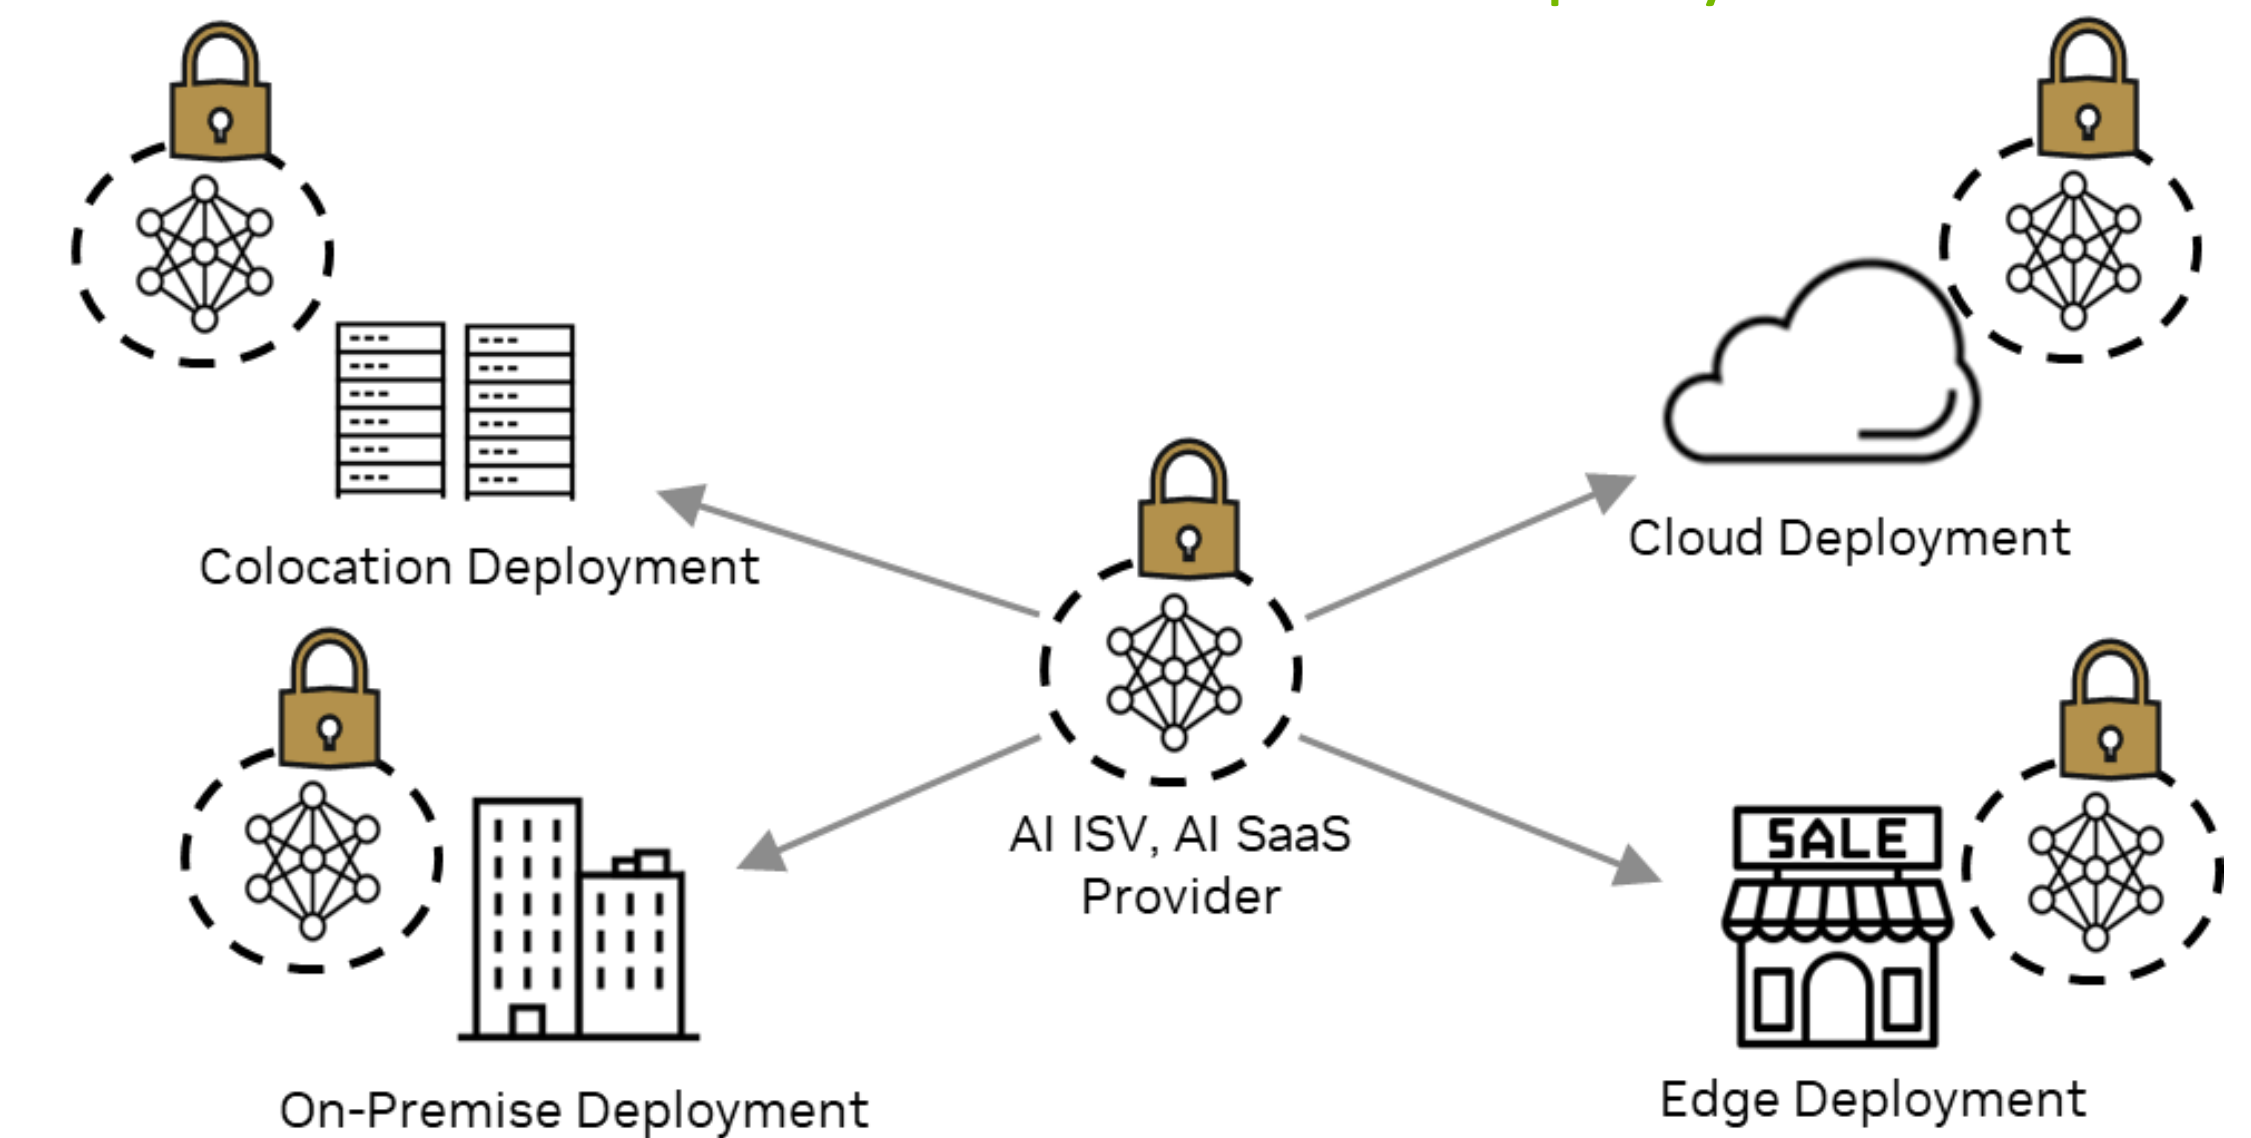 Colocation Deployment
Cloud Deployment
AI ISV, AI SaaS
Provider
SALE
On-Premise Deployment
Edge Deployment